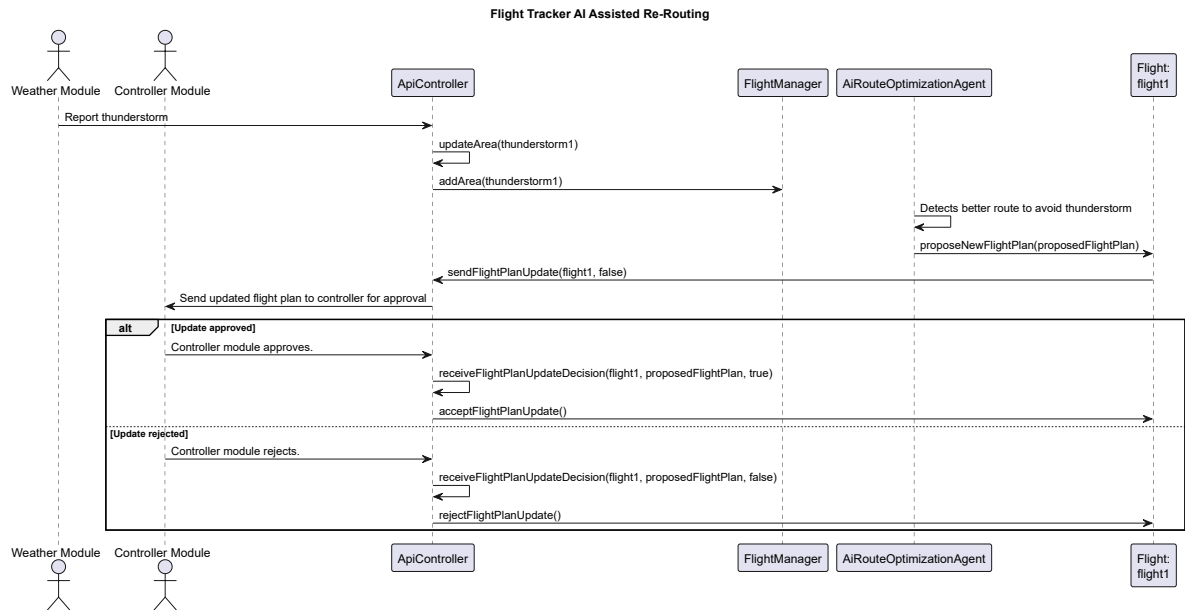 Flight Tracker AI Assisted Re-Routing
Weather Module
Controller Module
ApiController
FlightManager
AiRouteOptimizationAgent
Flight:
flight1
Report thunderstorm
updateArea(thunderstorm1)
addArea(thunderstorm1)
Detects better route to avoid thunderstorm
proposeNewFlightPlan(proposedFlightPlan)
sendFlightPlanUpdate(flight1, false)
Send updated flight plan to controller for approval
alt [Update approved]
Controller module approves.
receiveFlightPlanUpdateDecision(flight1, proposedFlightPlan, true)
acceptFlightPlanUpdate()
[Update rejected]
Controller module rejects.
receiveFlightPlanUpdateDecision(flight1, proposedFlightPlan, false)
rejectFlightPlanUpdate()
Weather Module
Controller Module
ApiController
FlightManager
AiRouteOptimizationAgent
Flight:
flight1